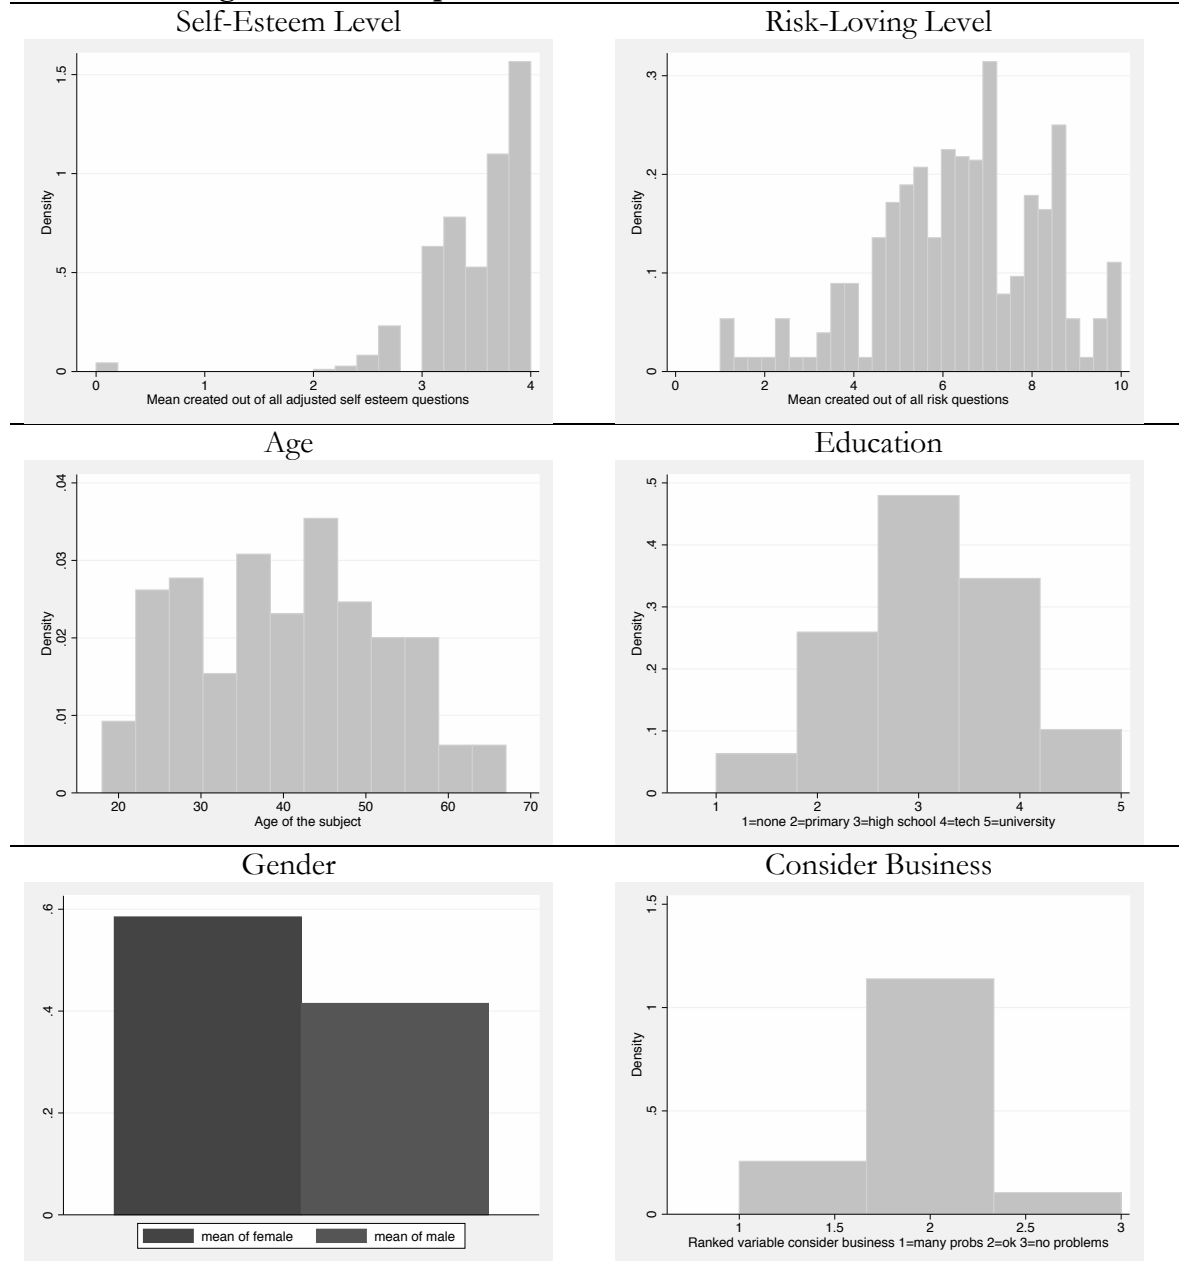 Self-Esteem Level
Density
0
.5
1
1.5
0 1 2 3 4
Mean created out of all adjusted self esteem questions
Risk-Loving Level
Density
0
.1
.2
.3
0 2 4 6 8 10
Mean created out of all risk questions
Age
Density
0
.01
.02
.03
.04
20 30 40 50 60 70
Age of the subject
Education
Density
0
.1
.2
.3
.4
.5
1 2 3 4 5
1=none 2=primary 3=high school 4=tech 5=university
Gender
0
.2
.4
.6
mean of female mean of male
Consider Business
Density
0
.5
1
1.5
1 1.5 2 2.5 3
Ranked variable consider business 1=many probs 2=ok 3=no problems